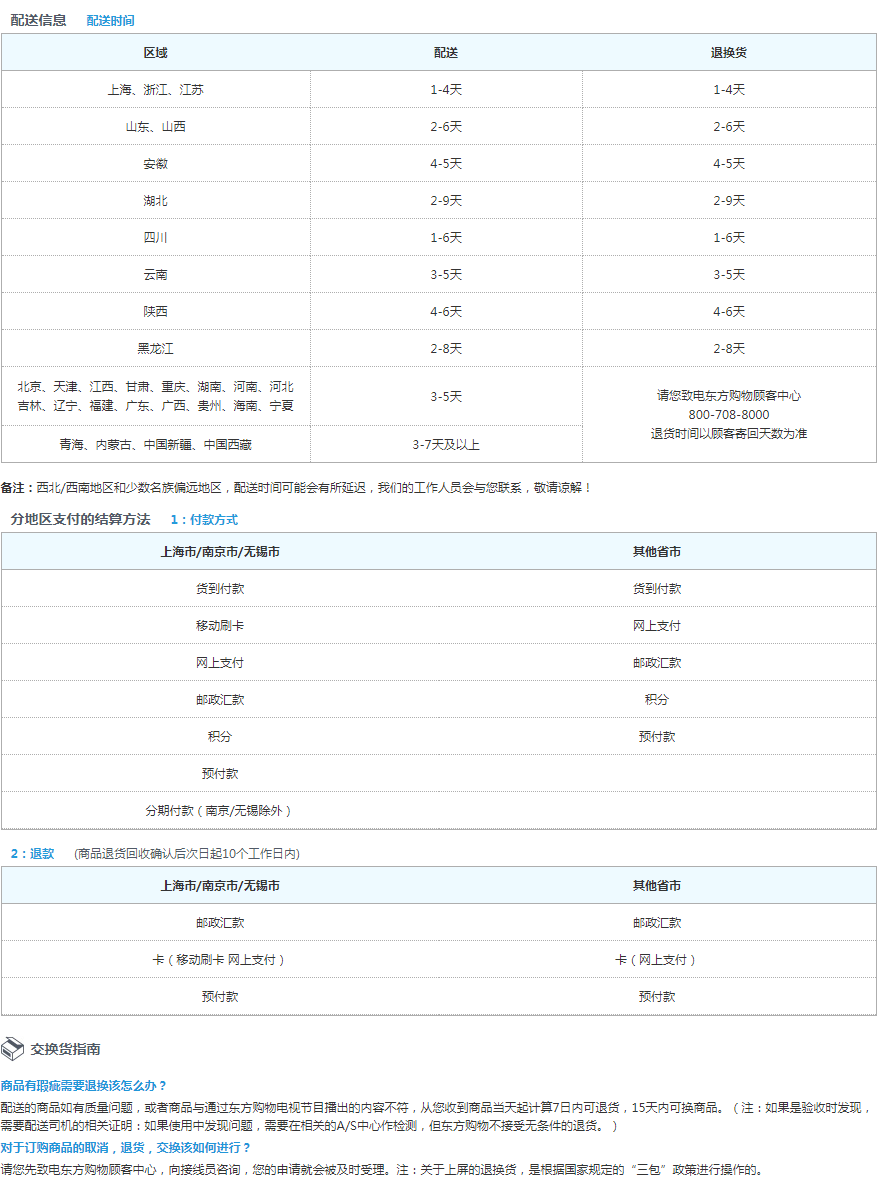 配送信息 配送时间
区域 配送 退换货
上海、浙江、江苏 1-4天 1-4天
山东、山西 2-6天 2-6天
安徽 4-5天 4-5天
湖北 2-9天 2-9天
四川 1-6天 1-6天
云南 3-5天 3-5天
陕西 4-6天 4-6天
黑龙江 2-8天 2-8天
北京、天津、江西、甘肃、重庆、湖南、河南、河北
吉林、辽宁、福建、广东、广西、贵州、海南、宁夏
3-5天
青海、内蒙古、中国新疆、中国西藏 3-7天及以上
请您致电东方购物顾客中心
800-708-8000
退货时间以顾客寄回天数为准
备注：西北/西南地区和少数名族偏远地区，配送时间可能会有所延迟，我们的工作人员会与您联系，敬请谅解！
分地区支付的结算方法 1：付款方式
上海市/南京市/无锡市 其他省市
货到付款 货到付款
移动刷卡 网上支付
网上支付 邮政汇款
邮政汇款 积分
积分 预付款
预付款
分期付款（南京/无锡除外）
2：退款 (商品退货回收确认后次日起10个工作日内)
上海市/南京市/无锡市 其他省市
邮政汇款 邮政汇款
卡（移动刷卡 网上支付） 卡（网上支付）
预付款 预付款
交换货指南
商品有瑕疵需要退换该怎么办？
配送的商品如有质量问题，或者商品与通过东方购物电视节目播出的内容不符，从您收到商品当天起计算7日内可退货，15天内可换商品。（注：如果是验收时发现，
需要配送司机的相关证明：如果使用中发现问题，需要在相关的A/S中心作检测，但东方购物不接受无条件的退货。）
对于订购商品的取消，退货，交换该如何进行？
请您先致电东方购物顾客中心，向接线员咨询，您的申请就会被及时受理。注：关于上屏的退换货，是根据国家规定的“三包”政策进行操作的。